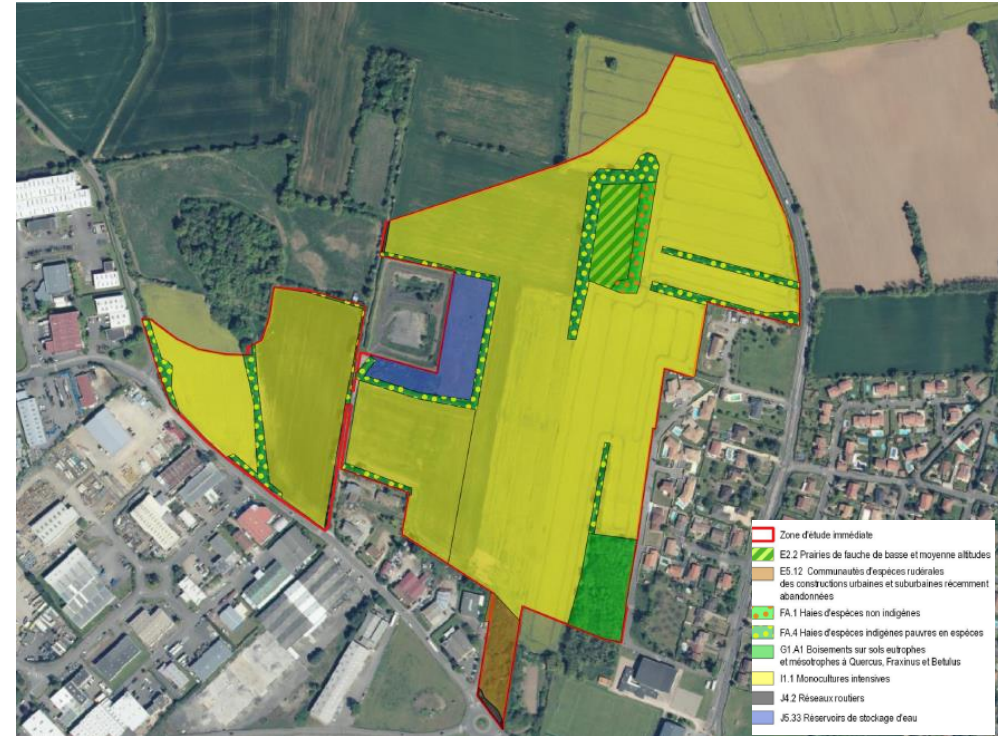 Zone d'étude immédiate
E2.2 Prairies de fauche de basse et moyenne altitudes
E5.12 Communautés d'espèces rudérales
des constructions urbaines et suburbaines récemment
abandonnées
FA.1 Haies d'espèces non indigènes
FA.4 Haies d'espèces indigènes pauvres en espèces
G1.A1 Boisements sur sols eutrophes
et mésotrophes à Quercus, Fraxinus et Betulus
I1.1 Monocultures intensives
J4.2 Réseaux routiers
J5.33 Réservoirs de stockage d'eau